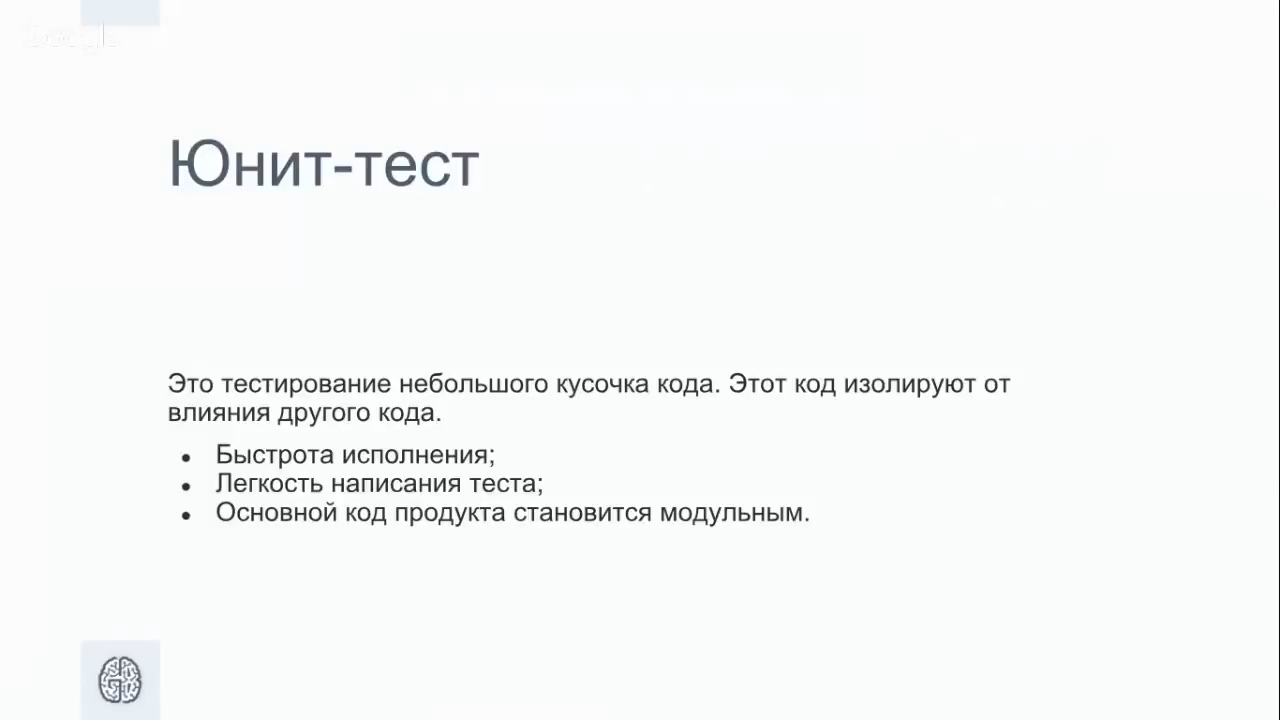 Google
Юнит-тест
Это тестирование небольшого кусочка кода. Этот код изолируют от
влияния другого кода.
Быстрота исполнения;
Легкость написания теста;
Основной код продукта становится модульным.